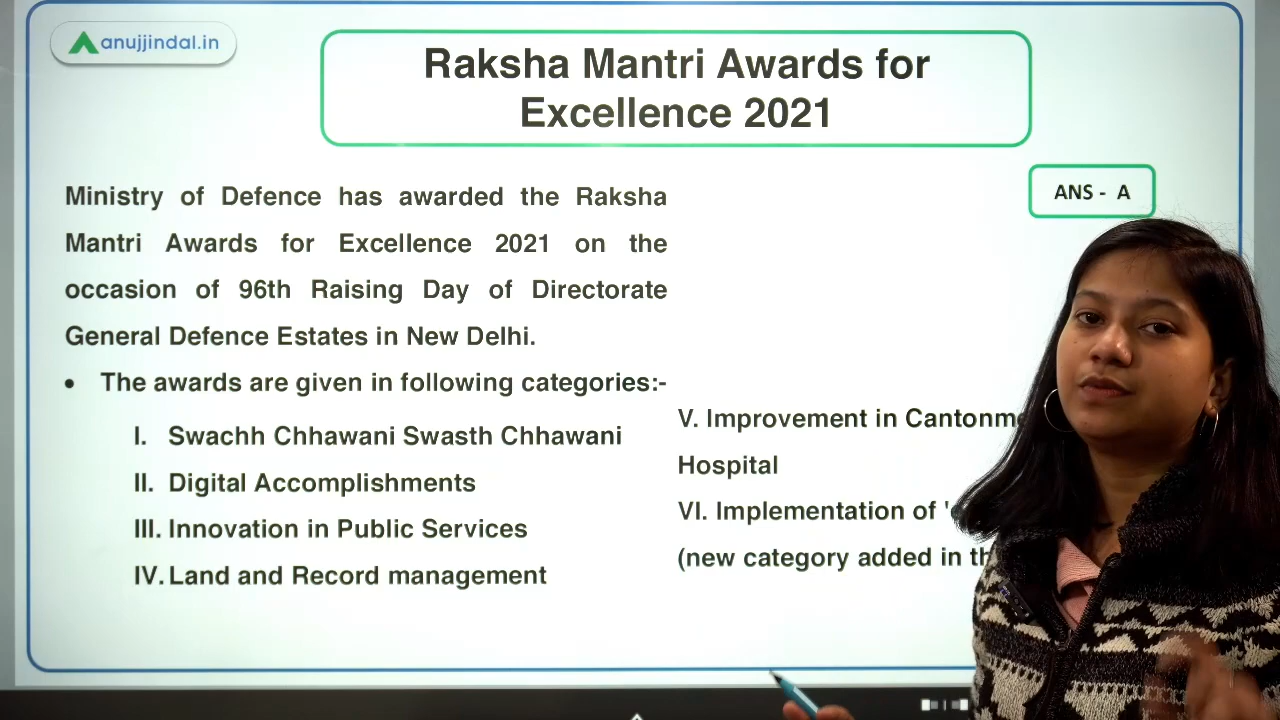 anujjindal.in
Raksha Mantri Awards for
Excellence 2021
ANS - A
Ministry of Defence has awarded the Raksha
Mantri Awards for Excellence 2021 on the
occasion of 96th Raising Day of Directorate
General Defence Estates in New Delhi.
• The awards are given in following categories:-
I. Swachh Chhawani Swasth Chhawani
II. Digital Accomplishments
III. Innovation in Public Services
IV. Land and Record management
V. Improvement in
Hospital
VI. Implementation of
(new category added in